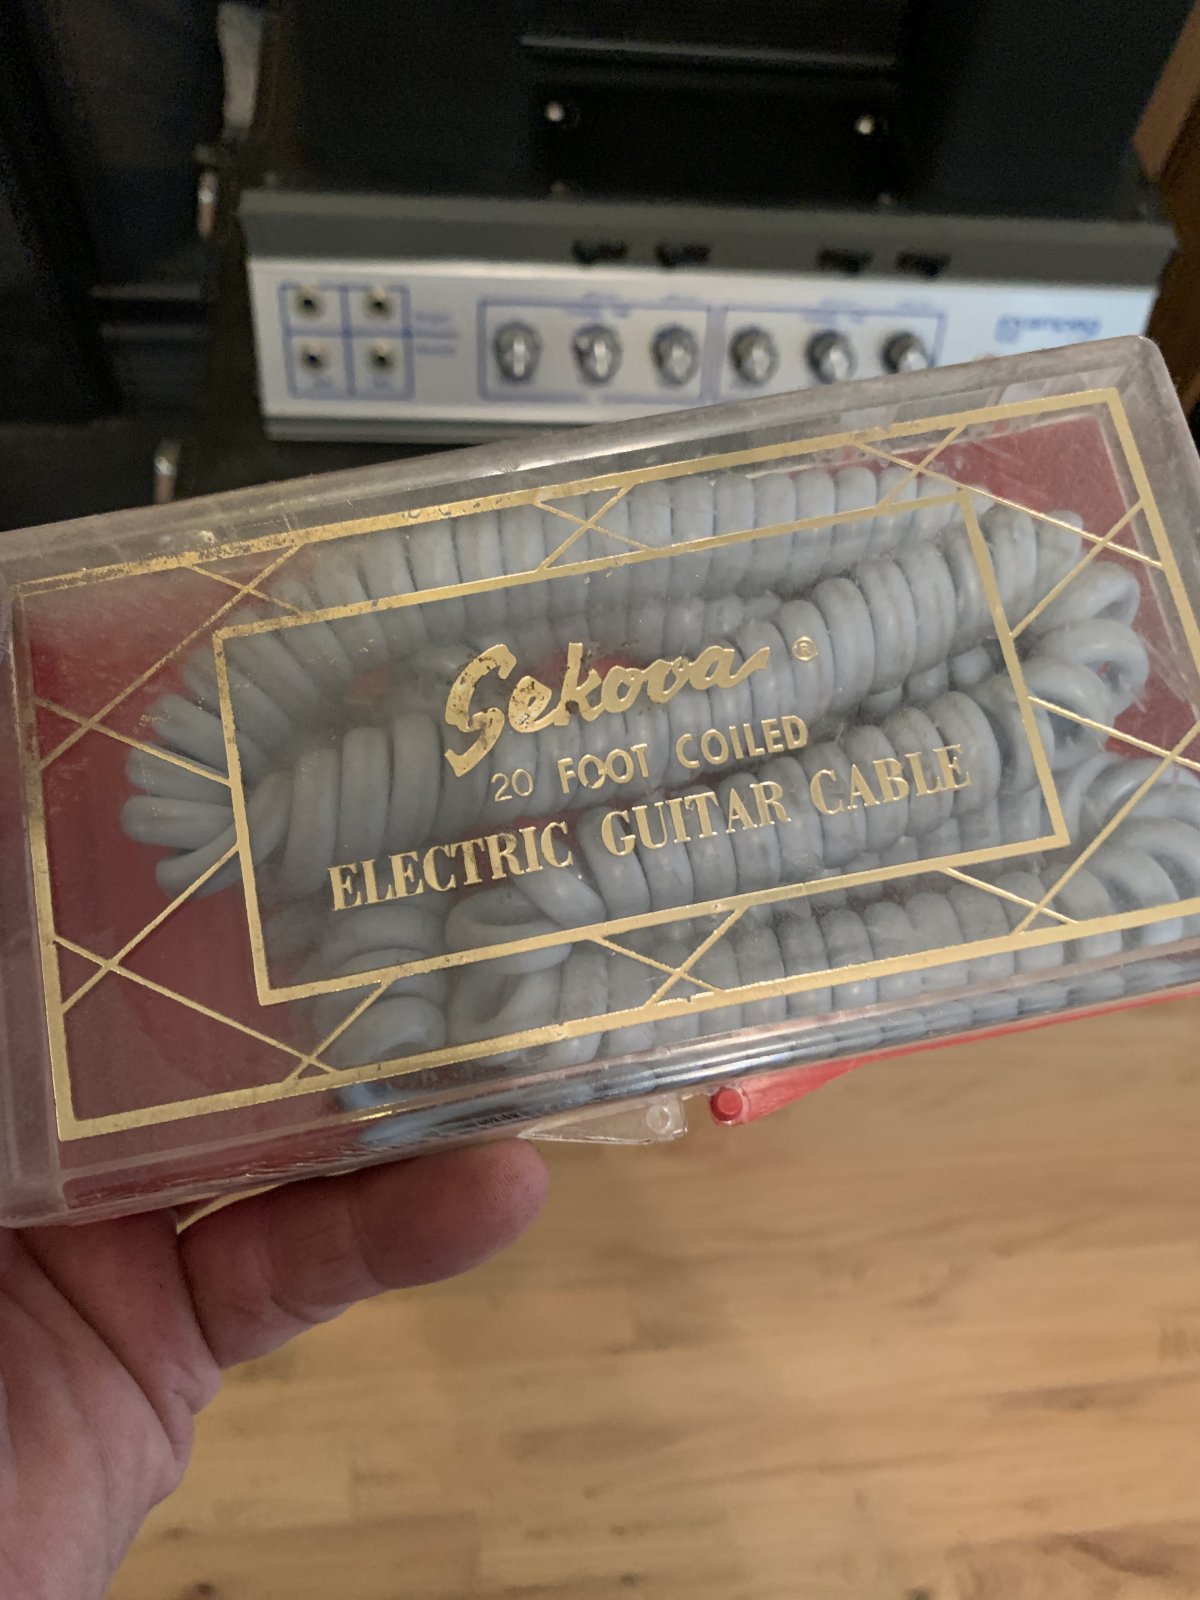 Sekova ®
20 FOOT COILED
ELECTRIC GUITAR CABLE